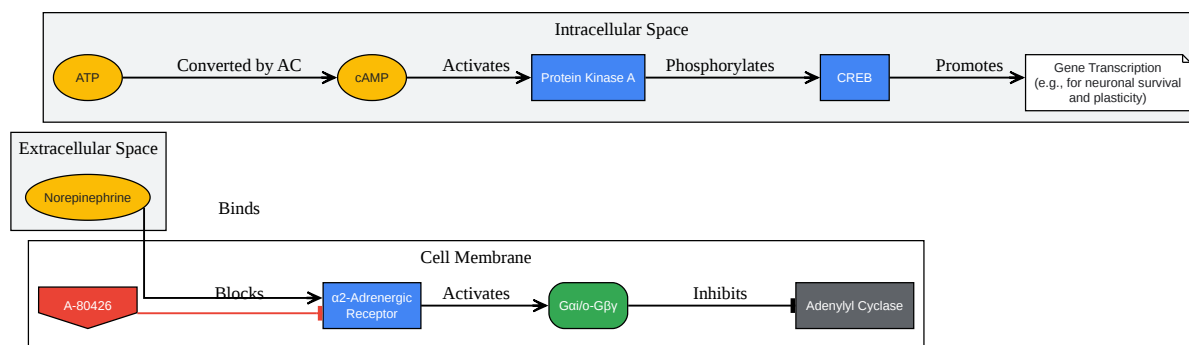 Intracellular Space
ATP
Converted by AC
cAMP
Activates
Protein Kinase A
Phosphorylates
CREB
Promotes
Gene Transcription
(e.g., for neuronal survival
and plasticity)
Extracellular Space
Norepinephrine
Binds
Cell Membrane
A-80426
Blocks
α2-Adrenergic
Receptor
Activates
Gαi/o-Gβγ
Inhibits
Adenylyl Cyclase